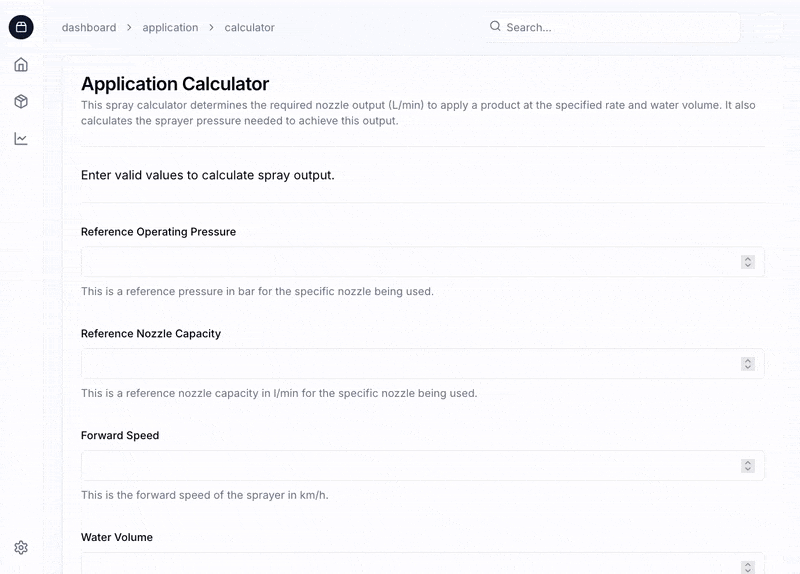 dashboard > application > calculator
Search...
Application Calculator
This spray calculator determines the required nozzle output (L/min) to apply a product at the specified rate and water volume. It also
calculates the sprayer pressure needed to achieve this output.
Enter valid values to calculate spray output.
Reference Operating Pressure
This is a reference pressure in bar for the specific nozzle being used.
Reference Nozzle Capacity
This is a reference nozzle capacity in l/min for the specific nozzle being used.
Forward Speed
This is the forward speed of the sprayer in km/h.
Water Volume